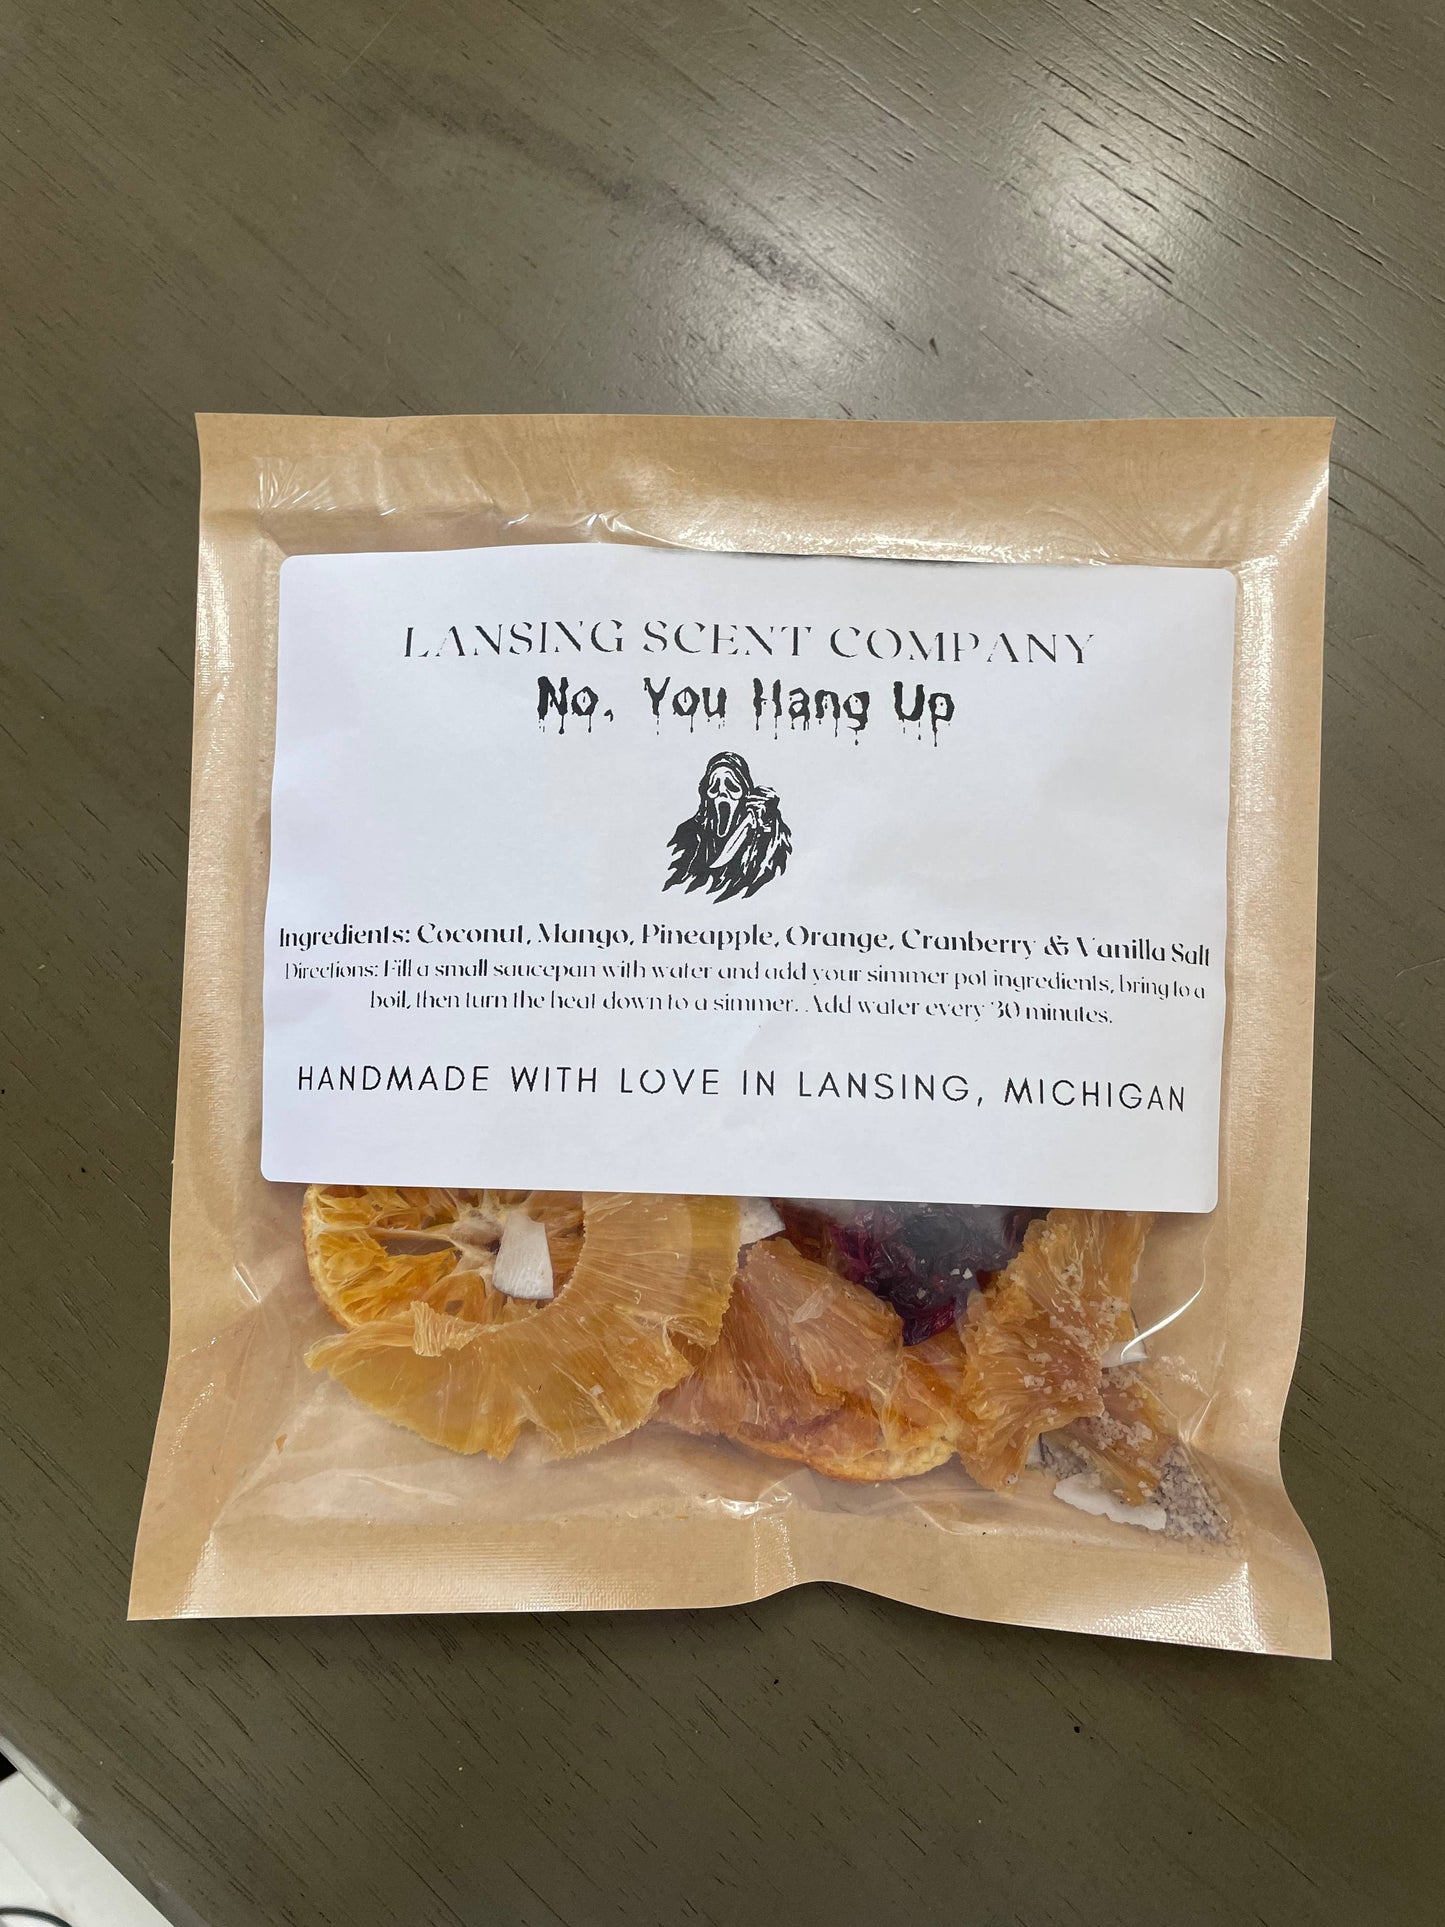 LANSING SCENT COMPANY
No, You Hang Up
Ingredients: Coconut, Mango, Pineapple, Orange, Cranberry & Vanilla Salt
Directions: Fill a small saucepan with water and add your simmer pot ingredients, bring to a
boil, then turn the heat down to a simmer. Add water every 30 minutes.
HANDMADE WITH LOVE IN LANSING, MICHIGAN